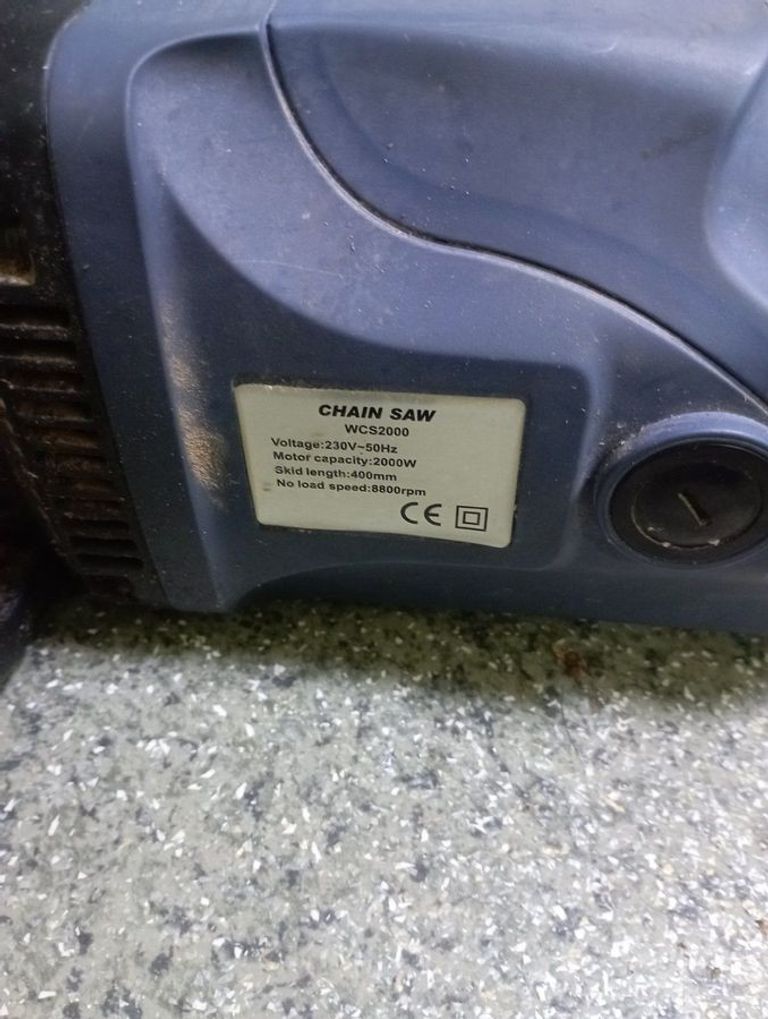 CHAIN SAW
WCS2000
Voltage:230V~50Hz
Motor capacity:2000W
Skid length:400mm
No load speed:8800rpm
CE